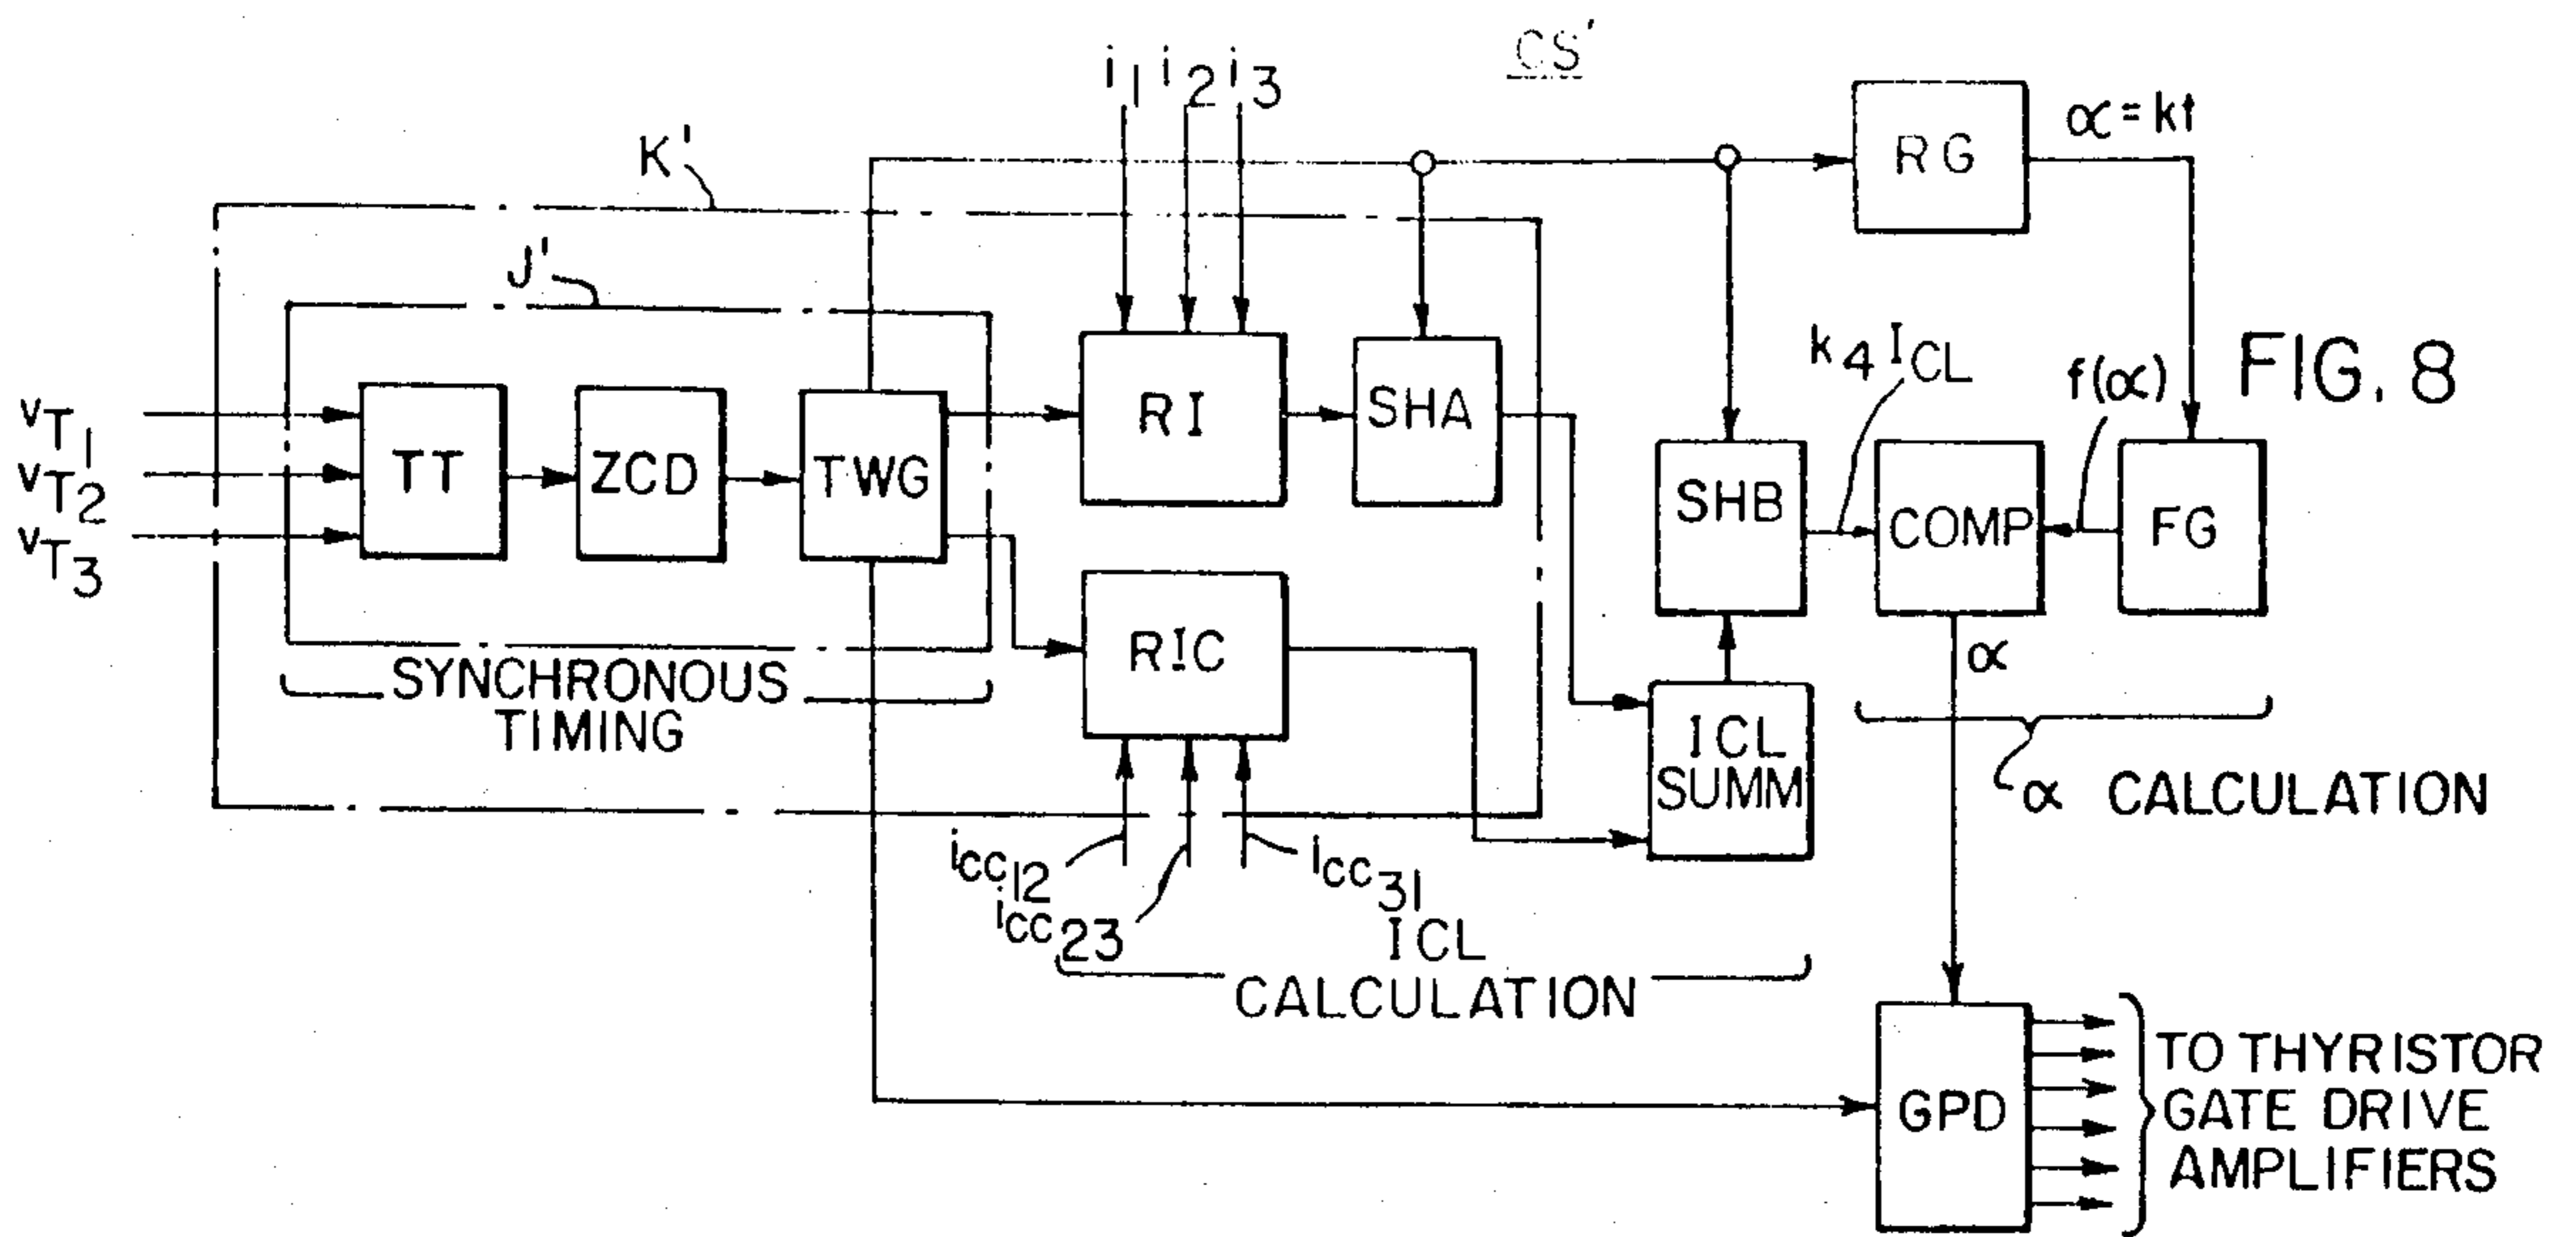 CS'
i1 i2 i3
K'
RG
α = kt
J'
FIG. 8
vT1
vT2
vT3
TT
ZCD
TWG
RI
SHA
SHB
k4 ICL
COMP
f(α)
FG
RIC
α
SYNCHRONOUS
TIMING
ICL
SUMM
α CALCULATION
icc12
icc23
icc31
ICL
CALCULATION
GPD
TO THYRISTOR
GATE DRIVE
AMPLIFIERS